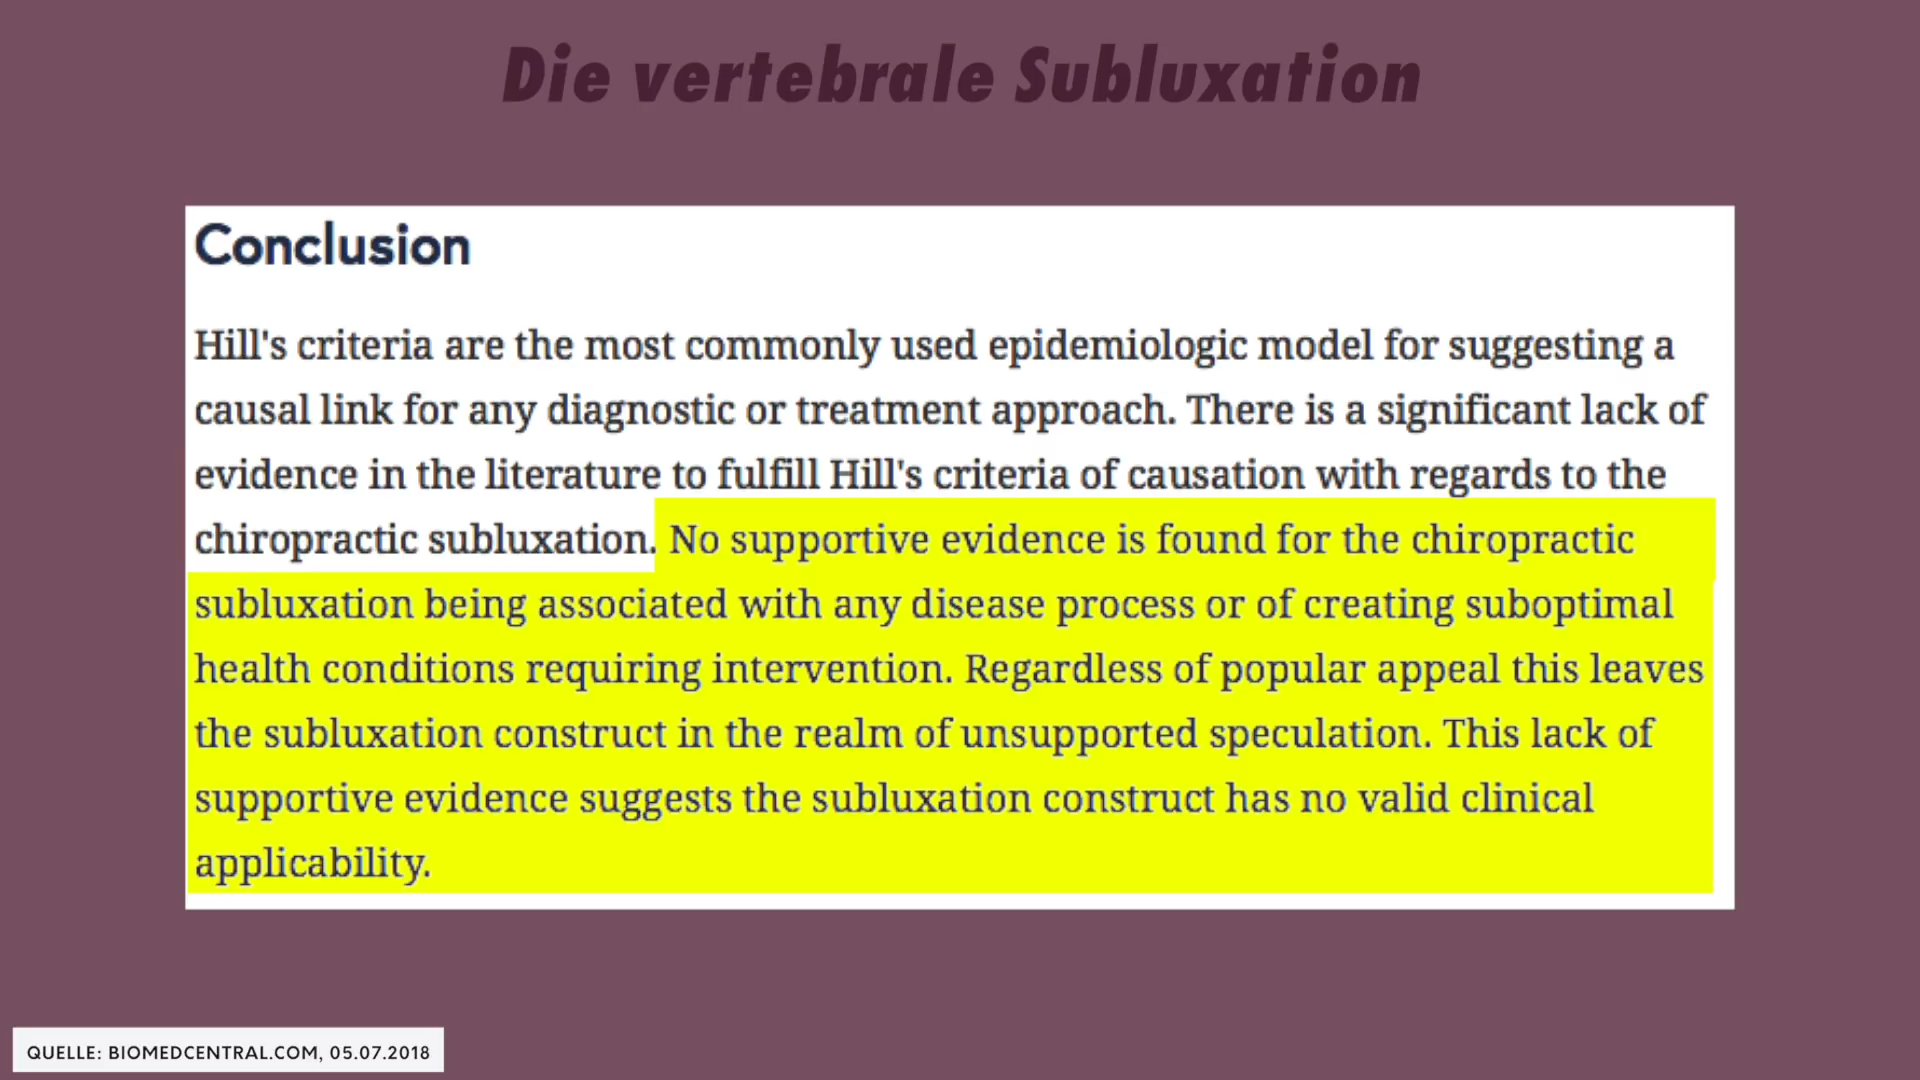 Die vertebrale Subluxation
Conclusion
Hill's criteria are the most commonly used epidemiologic model for suggesting a
causal link for any diagnostic or treatment approach. There is a significant lack of
evidence in the literature to fulfill Hill's criteria of causation with regards to the
chiropractic subluxation. No supportive evidence is found for the chiropractic
subluxation being associated with any disease process or of creating suboptimal
health conditions requiring intervention. Regardless of popular appeal this leaves
the subluxation construct in the realm of unsupported speculation. This lack of
supportive evidence suggests the subluxation construct has no valid clinical
applicability.
QUELLE: BIOMEDCENTRAL.COM, 05.07.2018